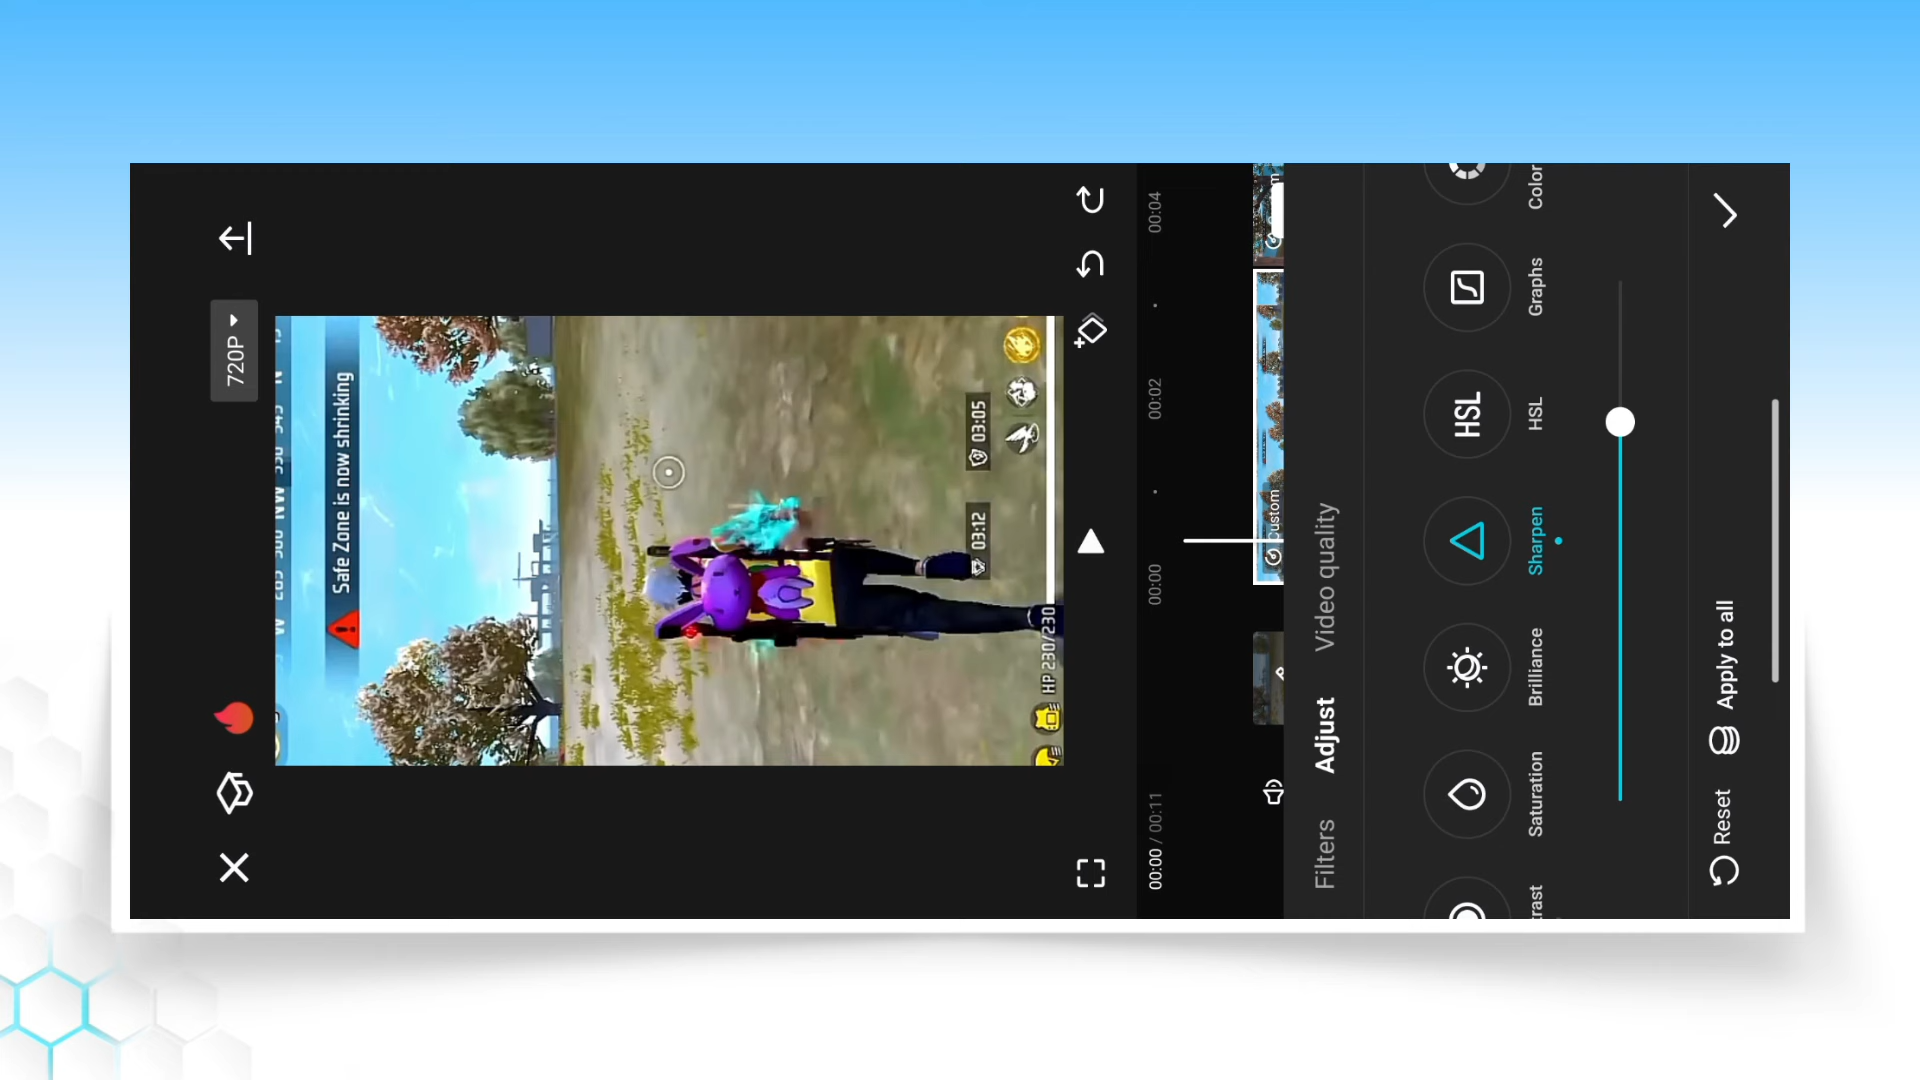 720P
NW
Safe Zone is now shrinking
03:12
03:05
HP 230/230
00:00 / 00:11
00:00
00:02
00:04
Custom
Filters
Adjust
Video quality
Saturation
Brilliance
Sharpen
HSL
HSL
Graphs
Color
Reset
Apply to all